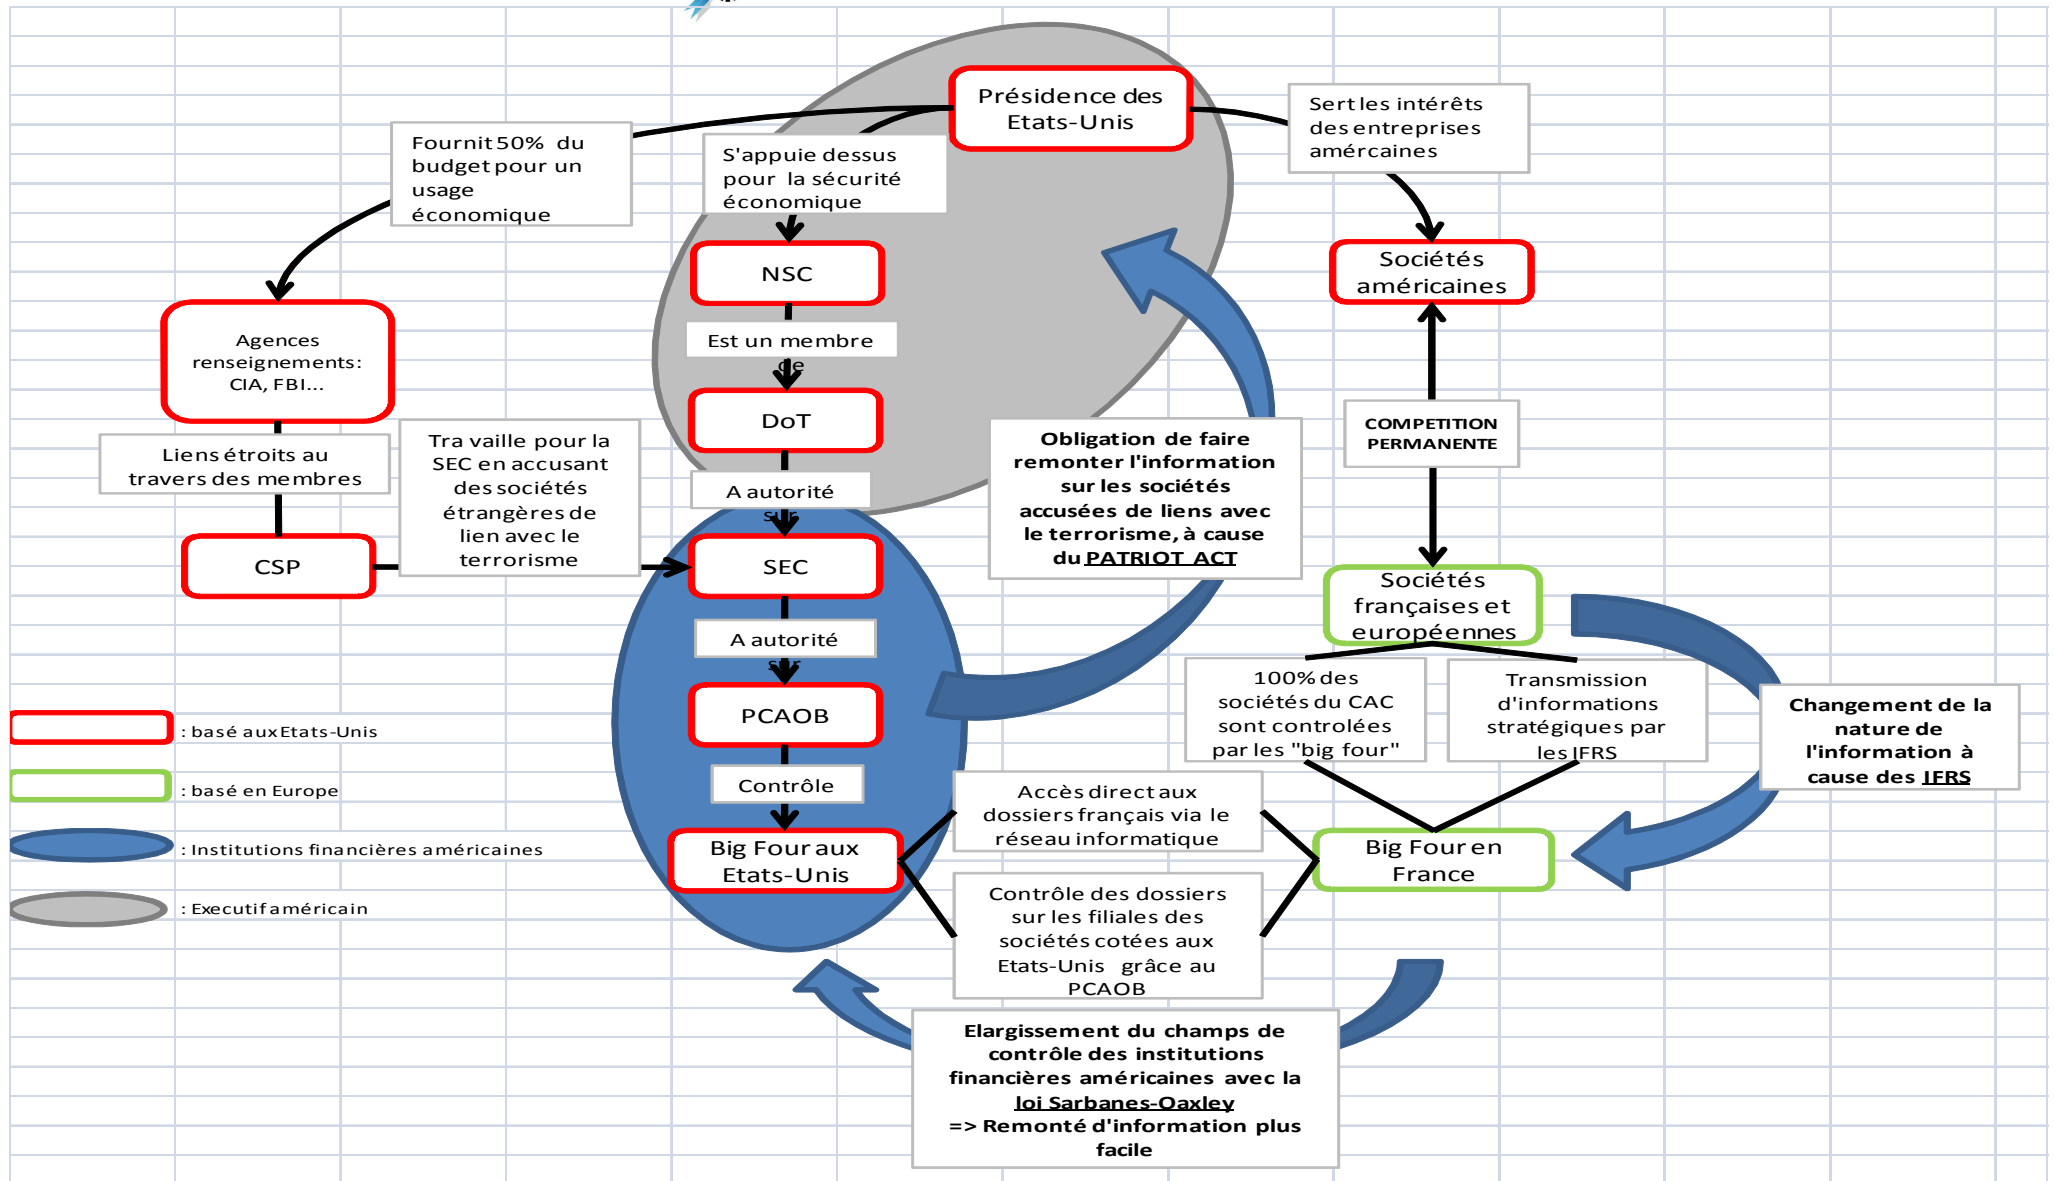 Présidence des
Etats-Unis
Sert les intérêts
des entreprises
amércaines
Fournit 50% du
budget pour un
usage
économique
S'appuie dessus
pour la sécurité
économique
NSC
Sociétés
américaines
Est un membre
de
Agences
renseignements:
CIA, FBI...
DoT
COMPETITION
PERMANENTE
Liens étroits au
travers des membres
Tra vaille pour la
SEC en accusant
des sociétés
étrangères de
lien avec le
terrorisme
A autorité
sur
Obligation de faire
remonter l'information
sur les sociétés
accusées de liens avec
le terrorisme, à cause
du PATRIOT ACT
CSP
SEC
Sociétés
françaises et
européennes
A autorité
sur
100% des
sociétés du CAC
sont controlées
par les "big four"
Transmission
d'informations
stratégiques par
les IFRS
Changement de la
nature de
l'information à
cause des IFRS
PCAOB
: basé aux Etats-Unis
: basé en Europe
: Institutions financières américaines
: Executif américain
Contrôle
Accès direct aux
dossiers français via le
réseau informatique
Big Four aux
Etats-Unis
Big Four en
France
Contrôle des dossiers
sur les filiales des
sociétés cotées aux
Etats-Unis grâce au
PCAOB
Elargissement du champs de
contrôle des institutions
financières américaines avec la
loi Sarbanes-Oaxley
=> Remonté d'information plus
facile